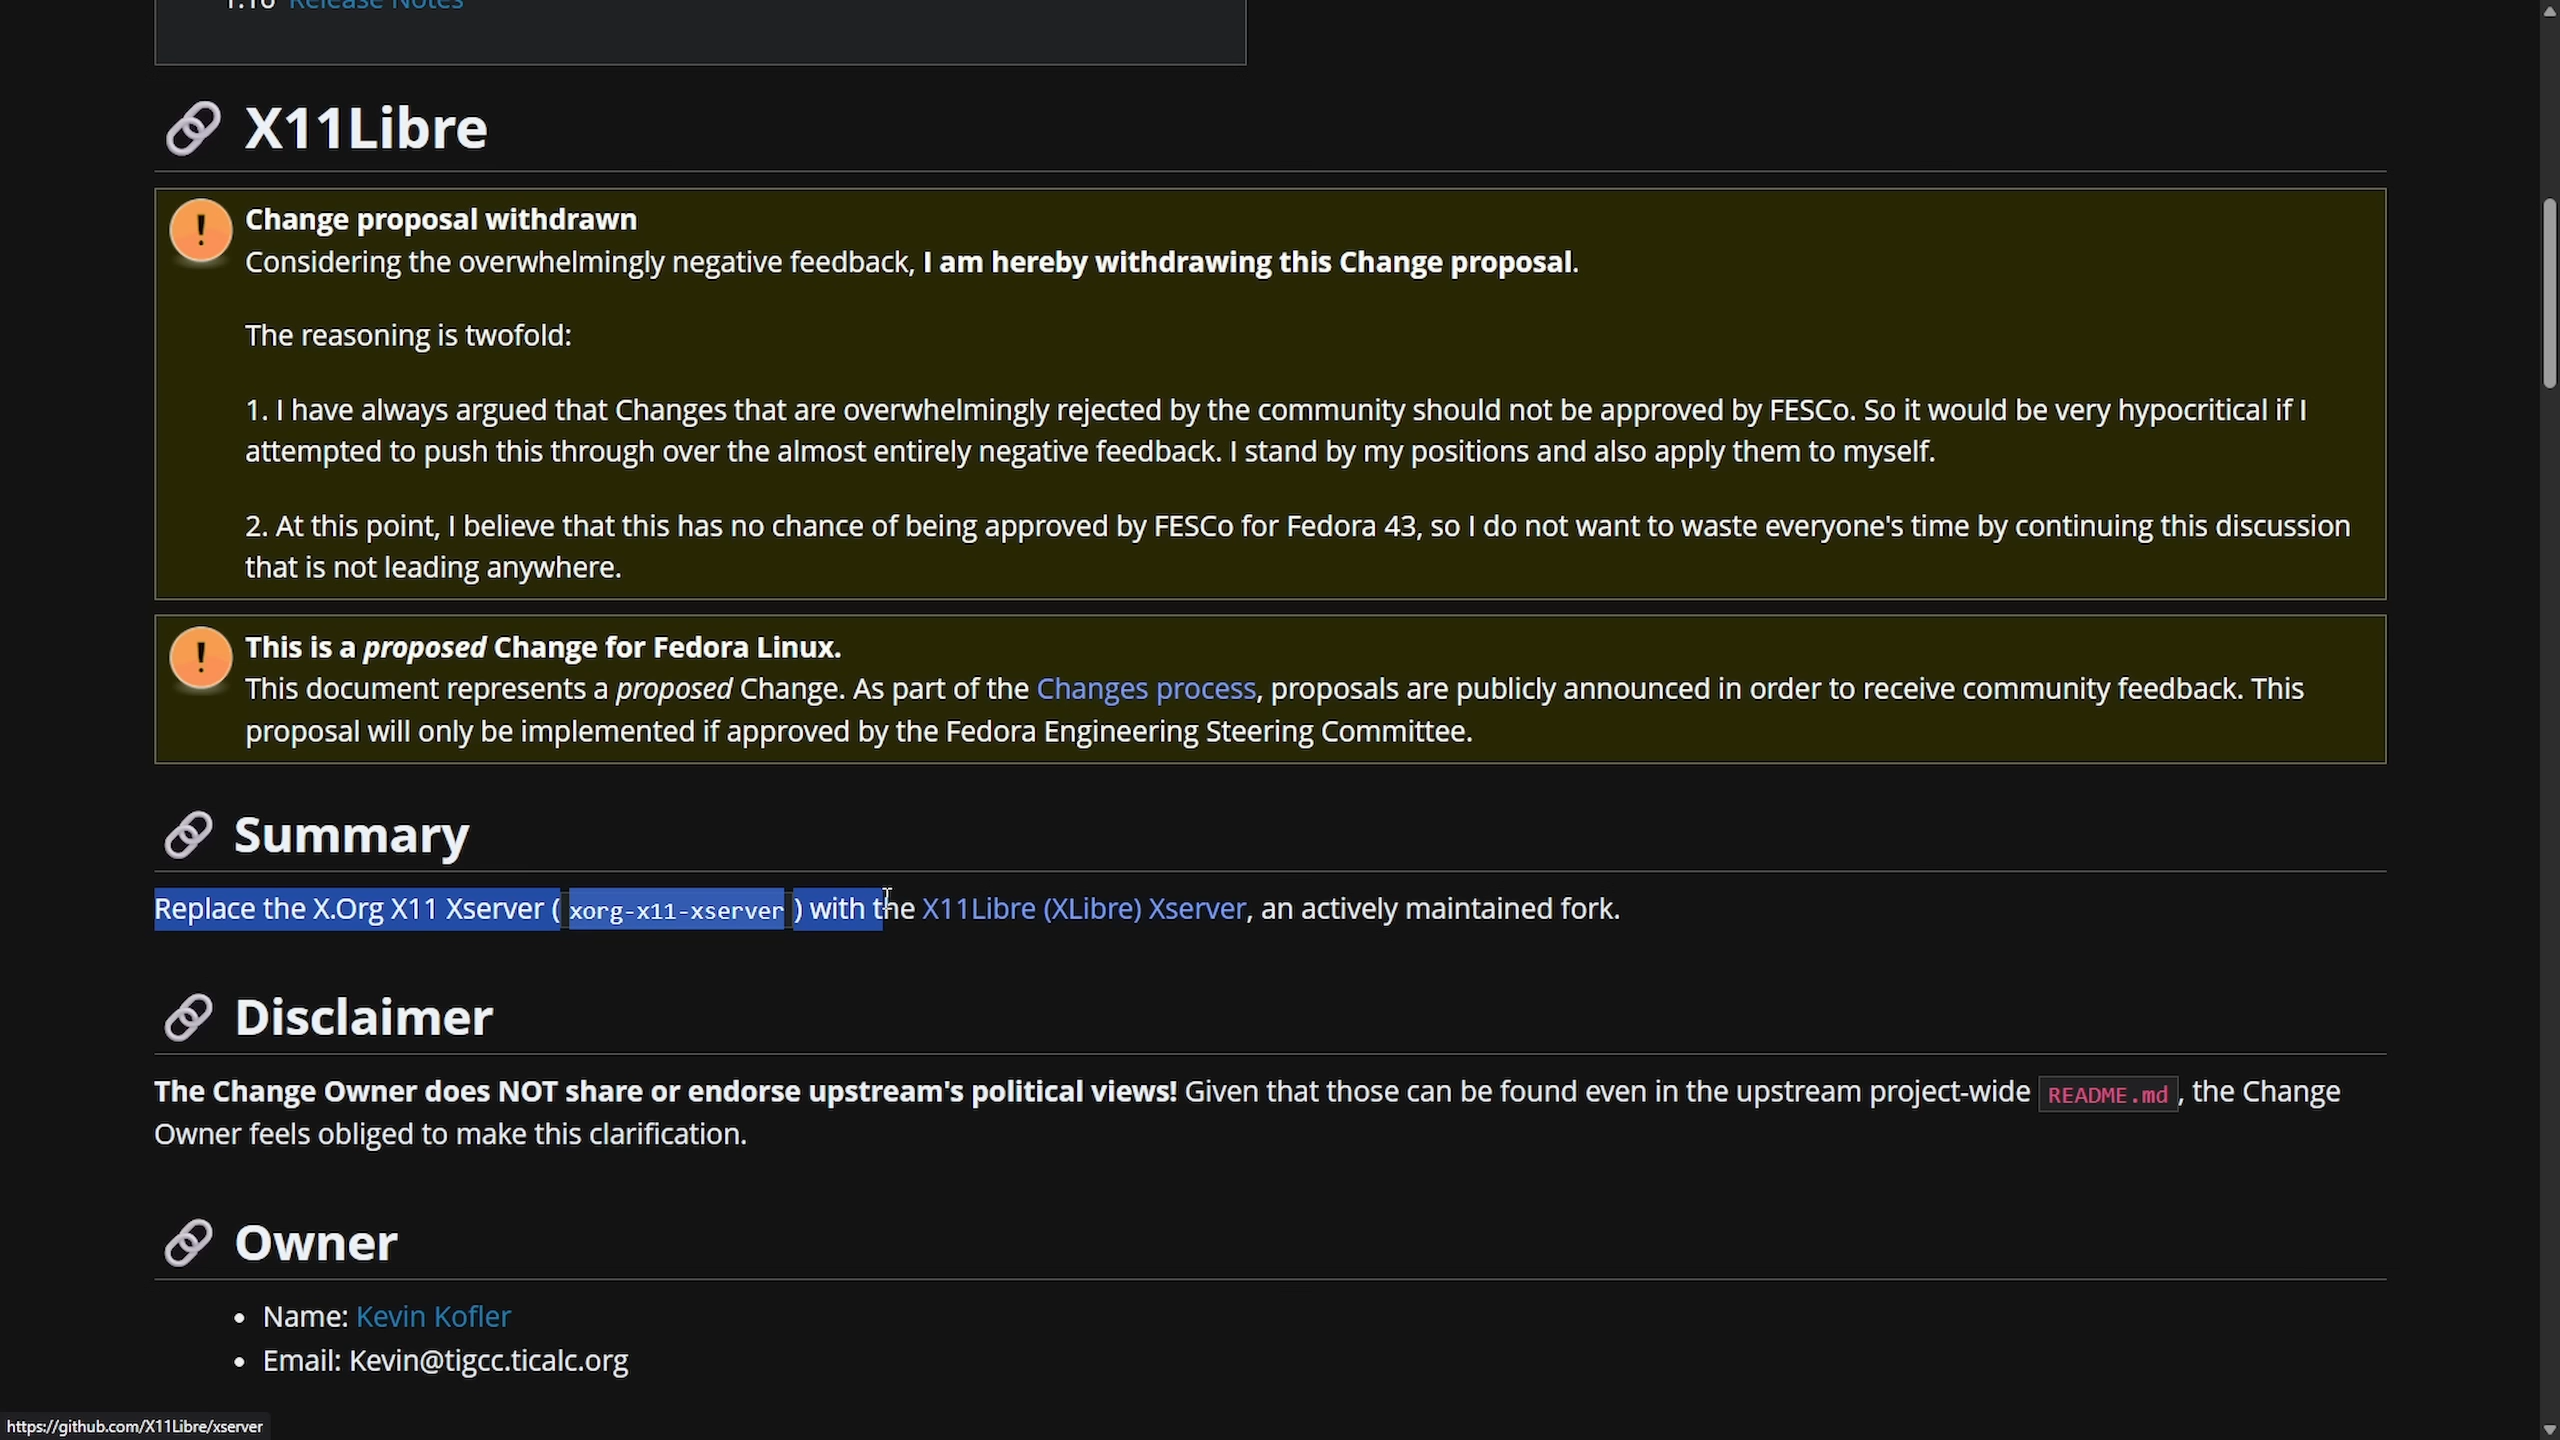 1.16 Release Notes
X11Libre
Change proposal withdrawn
Considering the overwhelmingly negative feedback, I am hereby withdrawing this Change proposal.
The reasoning is twofold:
1. I have always argued that Changes that are overwhelmingly rejected by the community should not be approved by FESCo. So it would be very hypocritical if I
attempted to push this through over the almost entirely negative feedback. I stand by my positions and also apply them to myself.
2. At this point, I believe that this has no chance of being approved by FESCo for Fedora 43, so I do not want to waste everyone's time by continuing this discussion
that is not leading anywhere.
This is a proposed Change for Fedora Linux.
This document represents a proposed Change. As part of the Changes process, proposals are publicly announced in order to receive community feedback. This
proposal will only be implemented if approved by the Fedora Engineering Steering Committee.
Summary
Replace the X.Org X11 Xserver ( xorg-x11-xserver ) with the X11Libre (XLibre) Xserver, an actively maintained fork.
Disclaimer
The Change Owner does NOT share or endorse upstream's political views! Given that those can be found even in the upstream project-wide README.md, the Change
Owner feels obliged to make this clarification.
Owner
• Name: Kevin Kofler
• Email: Kevin@tigcc.ticalc.org
https://github.com/X11Libre/xserver